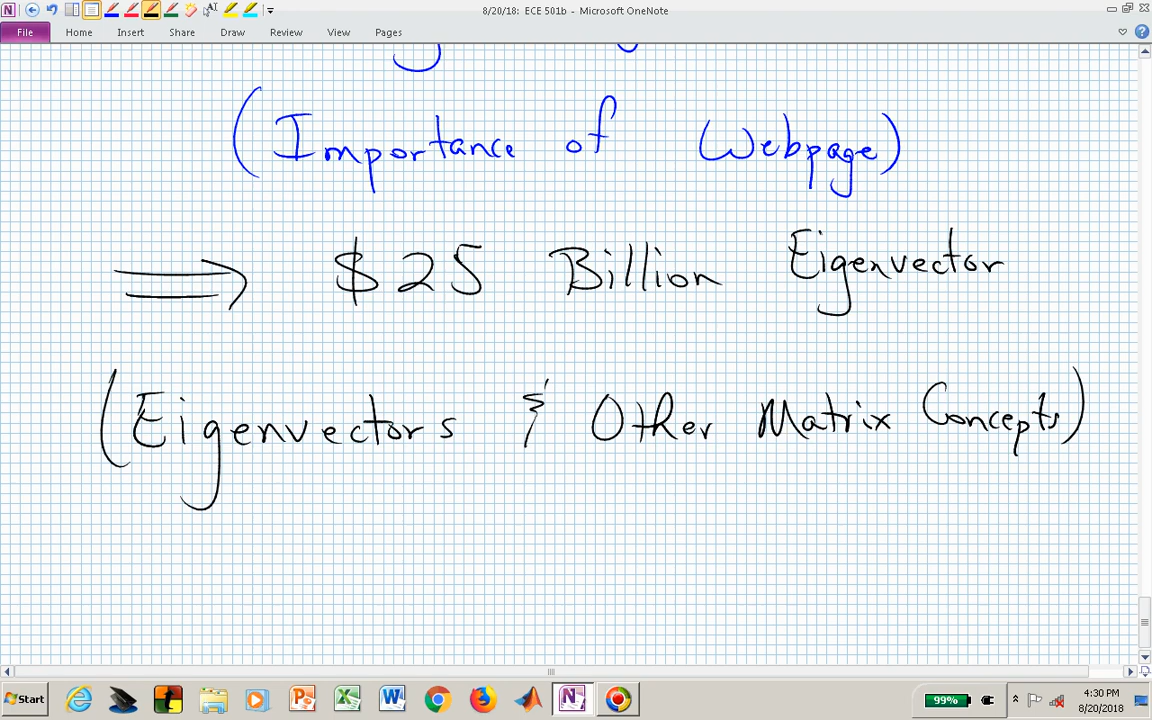 8/20/18: ECE 501b - Microsoft OneNote
File Home Insert Share Draw Review View Pages
(Importance of Webpage)
⇒ $25 Billion Eigenvector
(Eigenvectors & Other Matrix Concepts)
Start 99% 4:30 PM
8/20/2018